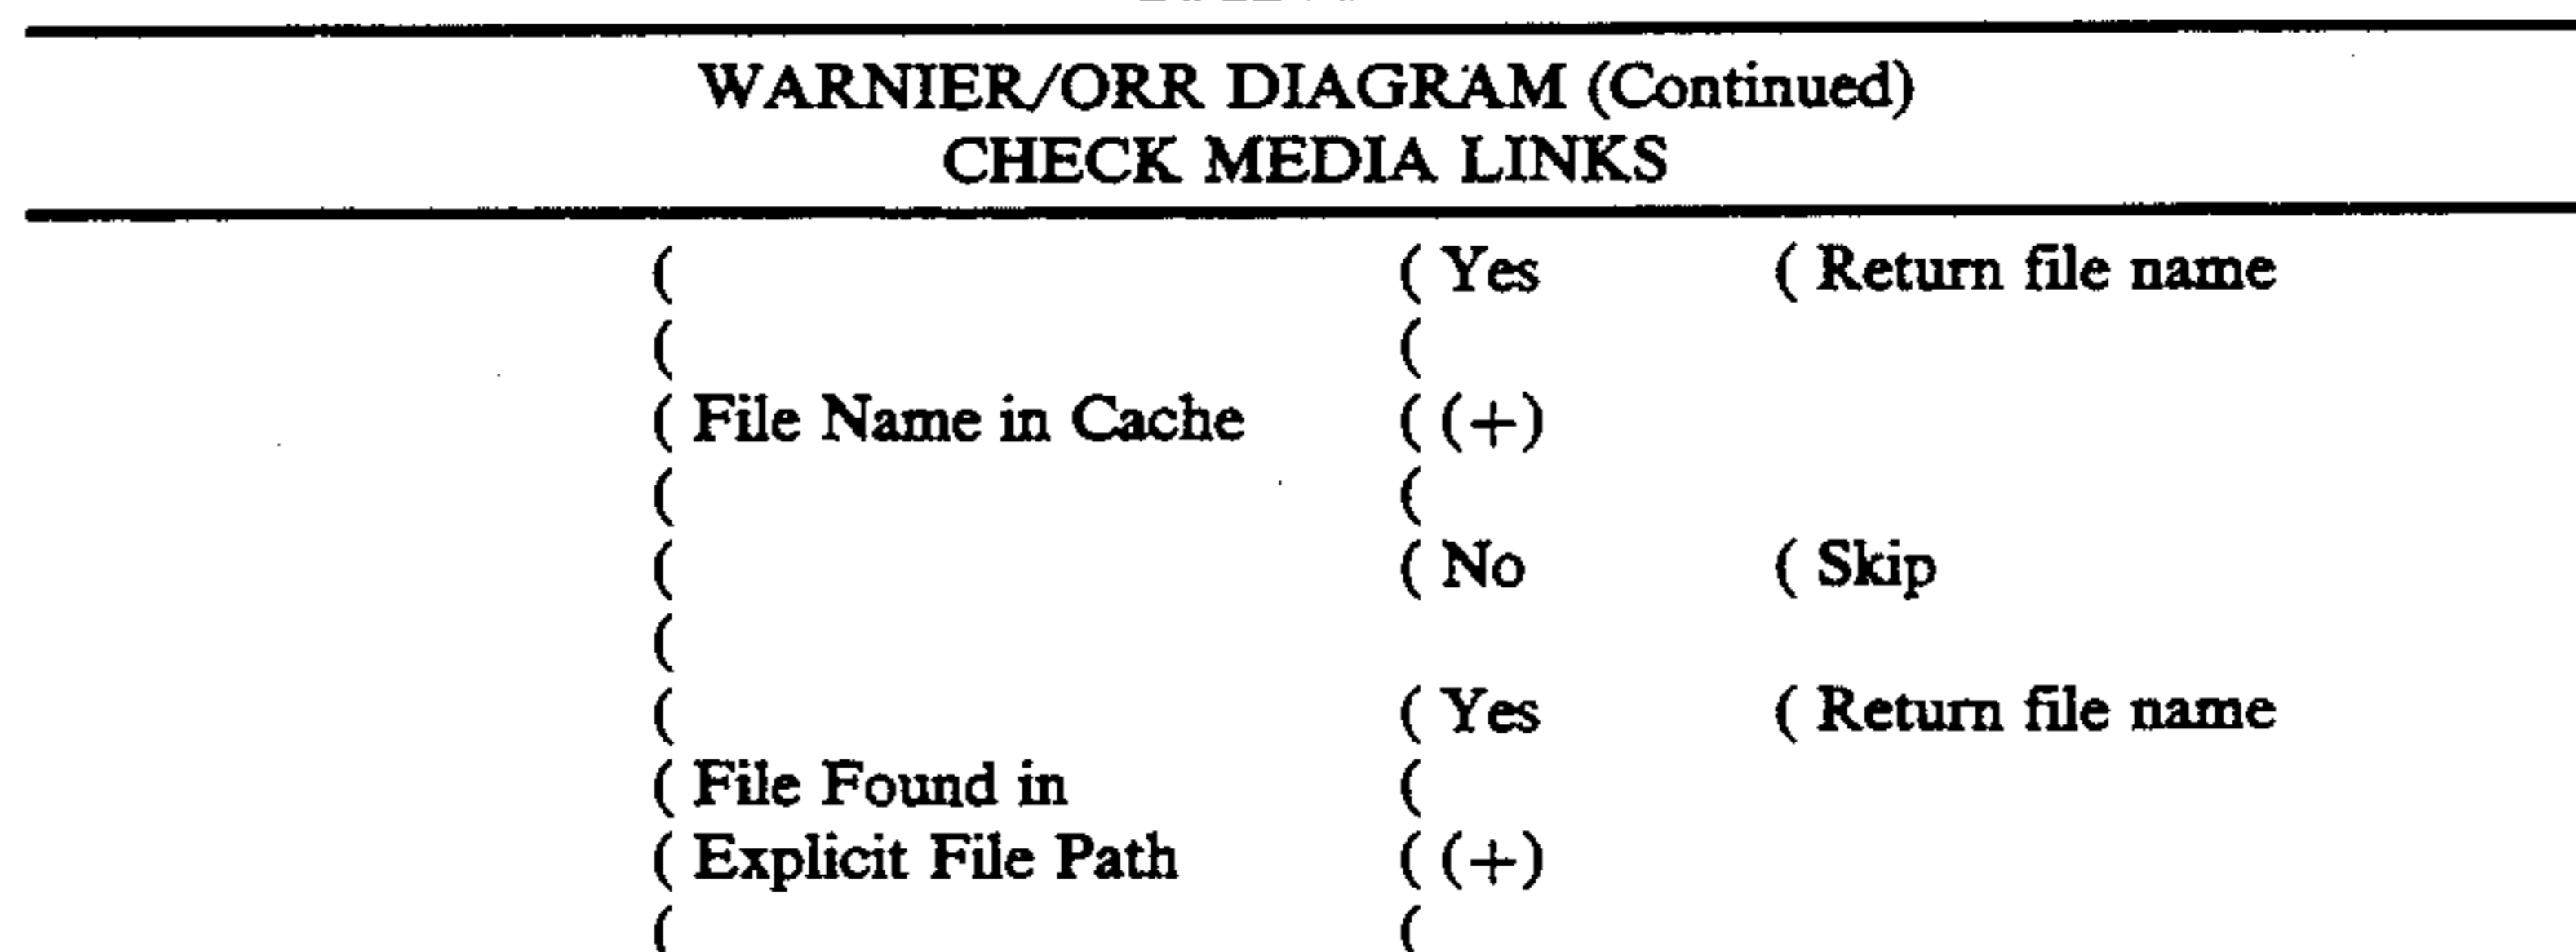 WARNIER/ORR DIAGRAM (Continued)
CHECK MEDIA LINKS
( ( Yes ( Return file name
( (
( File Name in Cache ( (+)
( (
( ( No ( Skip
(
( ( Yes ( Return file name
( File Found in (
( Explicit File Path ( (+)
( (